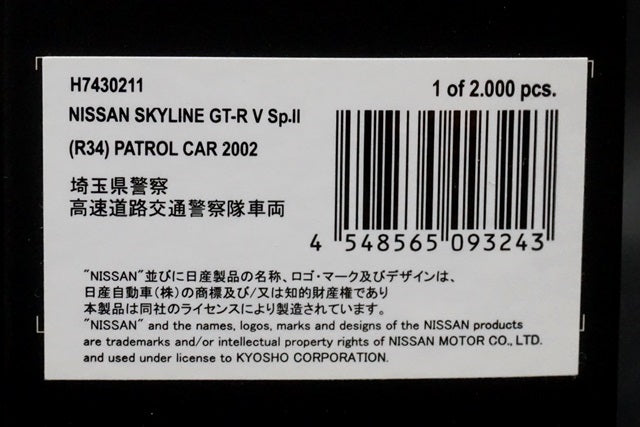 H7430211
1 of 2.000 pcs.
NISSAN SKYLINE GT-R V Sp.II
(R34) PATROL CAR 2002
埼玉県警察
高速道路交通警察隊車両
4 548565 093243
"NISSAN"並びに日産製品の名称、ロゴ・マーク及びデザインは、
日産自動車(株)の商標及び/又は知的財産権であり
本製品は同社のライセンスにより製造されています。
"NISSAN" and the names, logos, marks and designs of the NISSAN products
are trademarks and/or intellectual property rights of NISSAN MOTOR CO., LTD.
and used under license to KYOSHO CORPORATION.